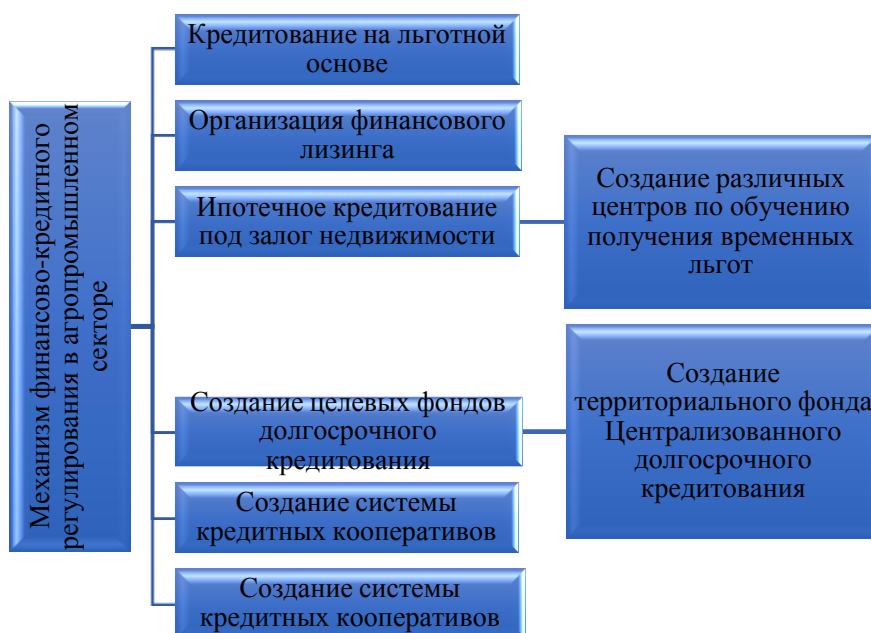 Механизм финансово-кредитного
регулирования в агропромышленном
секторе
Кредитование на льготной
основе
Организация финансового
лизинга
Ипотечное кредитование
под залог недвижимости
Создание различных
центров по обучению
получения временных
льгот
Создание целевых фондов
долгосрочного
кредитования
Создание
территориального фонда
Централизованного
долгосрочного
кредитования
Создание системы
кредитных кооперативов
Создание системы
кредитных кооперативов